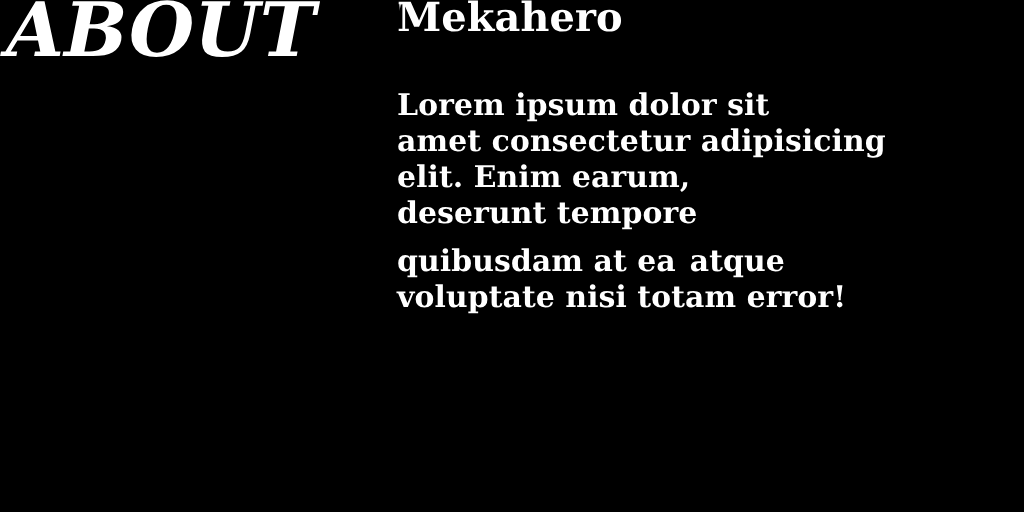 ABOUT
Mekahero
Lorem ipsum dolor sit
amet consectetur adipisicing
elit. Enim earum,
deserunt tempore
quibusdam at ea atque
voluptate nisi totam error!